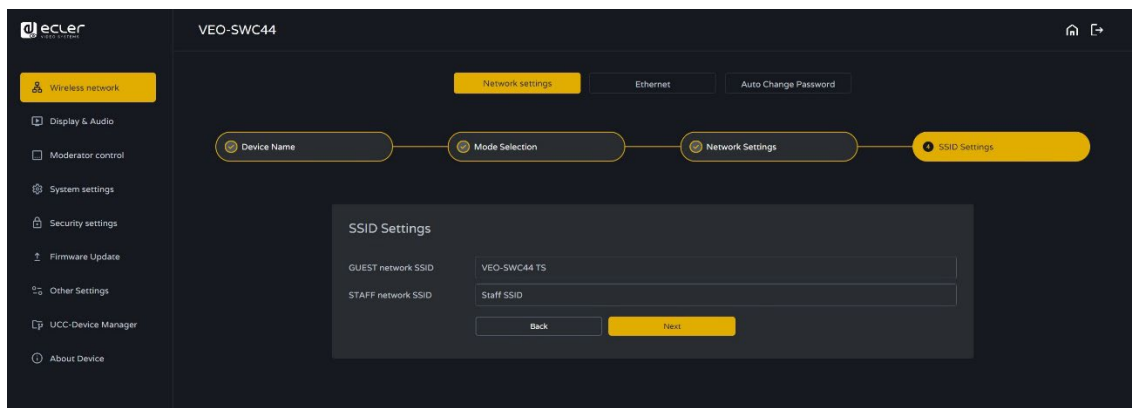 ecler
VIDEO SYSTEMS
VEO-SWC44
Wireless network
Display & Audio
Moderator control
System settings
Security settings
Firmware Update
Other Settings
UCC-Device Manager
About Device
Network settings
Ethernet
Auto Change Password
Device Name
Mode Selection
Network Settings
4 SSID Settings
SSID Settings
GUEST network SSID VEO-SWC44 TS
STAFF network SSID Staff SSID
Back
Next